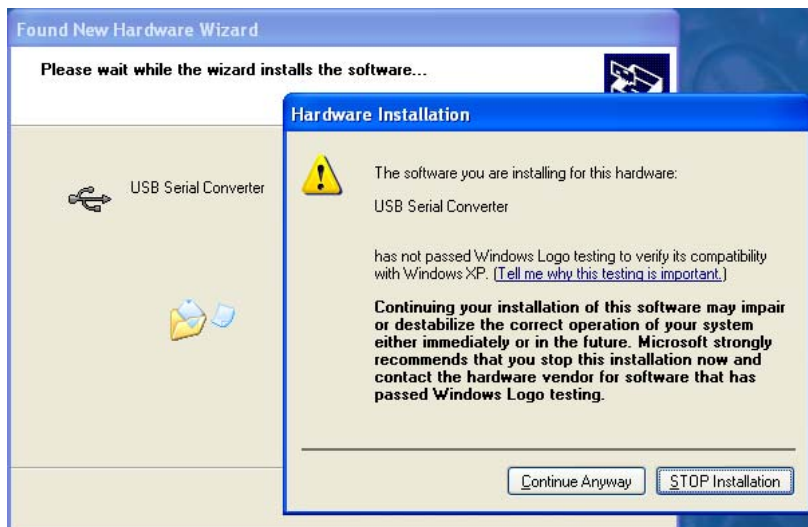 Found New Hardware Wizard
Please wait while the wizard installs the software...
USB Serial Converter
Hardware Installation
The software you are installing for this hardware:
USB Serial Converter
has not passed Windows Logo testing to verify its compatibility
with Windows XP. (Tell me why this testing is important.)
Continuing your installation of this software may impair
or destabilize the correct operation of your system
either immediately or in the future. Microsoft strongly
recommends that you stop this installation now and
contact the hardware vendor for software that has
passed Windows Logo testing.
Continue Anyway
STOP Installation